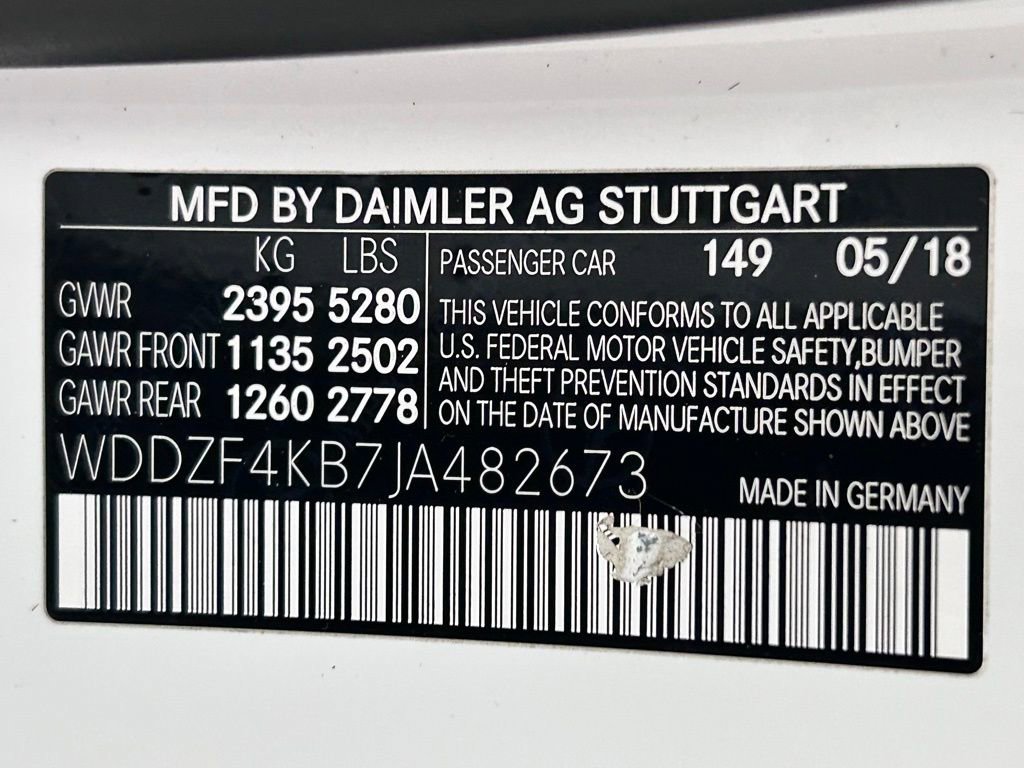 MFD BY DAIMLER AG STUTTGART
KG LBS
GVWR 2395 5280
GAWR FRONT 1135 2502
GAWR REAR 1260 2778
PASSENGER CAR 149 05/18
THIS VEHICLE CONFORMS TO ALL APPLICABLE
U.S. FEDERAL MOTOR VEHICLE SAFETY,BUMPER
AND THEFT PREVENTION STANDARDS IN EFFECT
ON THE DATE OF MANUFACTURE SHOWN ABOVE
WDDZF4KB7JA482673
MADE IN GERMANY